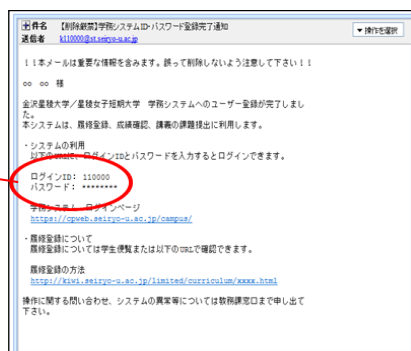 件名 【削除厳禁】学務システムID・パスワード登録完了通知
送信者 k110000@st.seiryo-u.ac.jp
▼操作を選択
！！本メールは重要な情報を含みます。誤って削除しないよう注意して下さい！！
○○ ○○ 様
金沢星稜大学／星稜女子短期大学 学務システムへのユーザー登録が完了しまし
た。
本システムは、履修登録、成績確認、講義の課題提出に利用します。
・システムの利用
以下のURLに、ログインIDとパスワードを入力するとログインできます。
ログインID: 110000
パスワード: ********
学務システム ログインページ
https://cpweb.seiryo-u.ac.jp/campus/
・履修登録について
履修登録については学生便覧または以下のURLで確認できます。
履修登録の方法
http://kiwi.seiryo-u.ac.jp/limited/curriculum/xxxx.html
操作に関する問い合わせ、システムの異常等については教務課窓口まで申し出て
下さい。